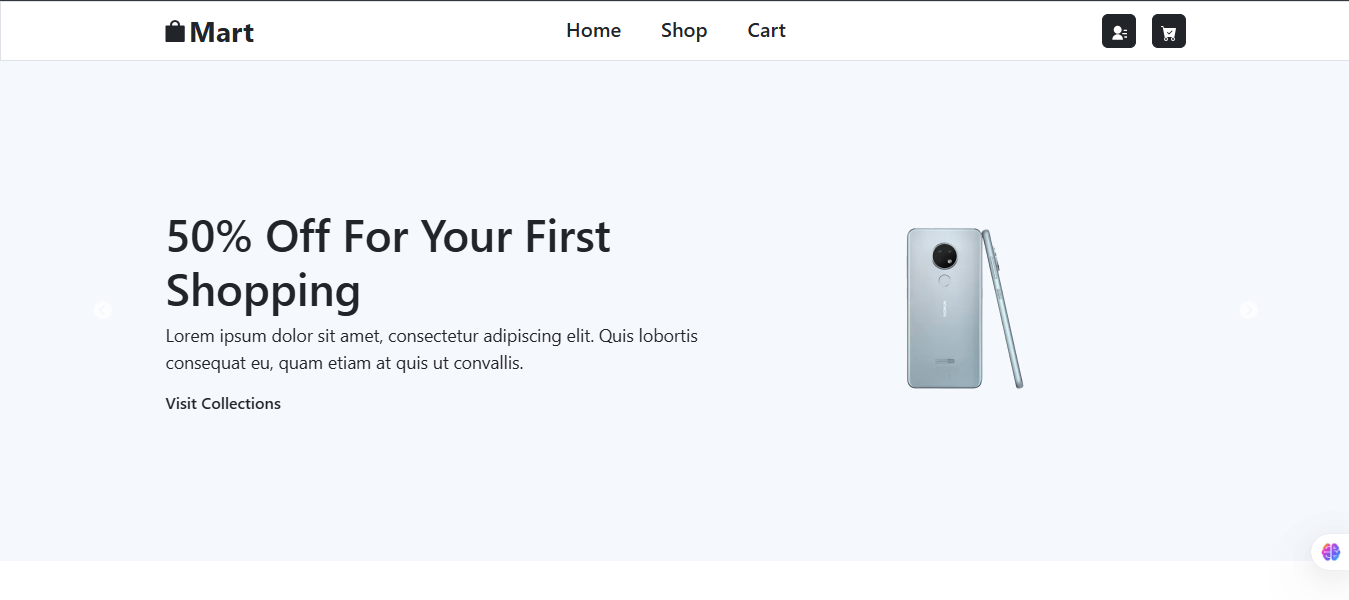 Mart
Home
Shop
Cart
50% Off For Your First
Shopping
Lorem ipsum dolor sit amet, consectetur adipiscing elit. Quis lobortis
consequat eu, quam etiam at quis ut convallis.
Visit Collections
NOKIA